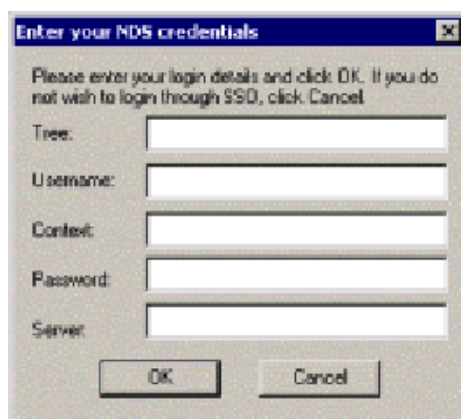 Enter your NDS credentials
Please enter your login details and click OK. If you do
not wish to login through SSO, click Cancel
Tree:
Username:
Context:
Password:
Server:
OK
Cancel